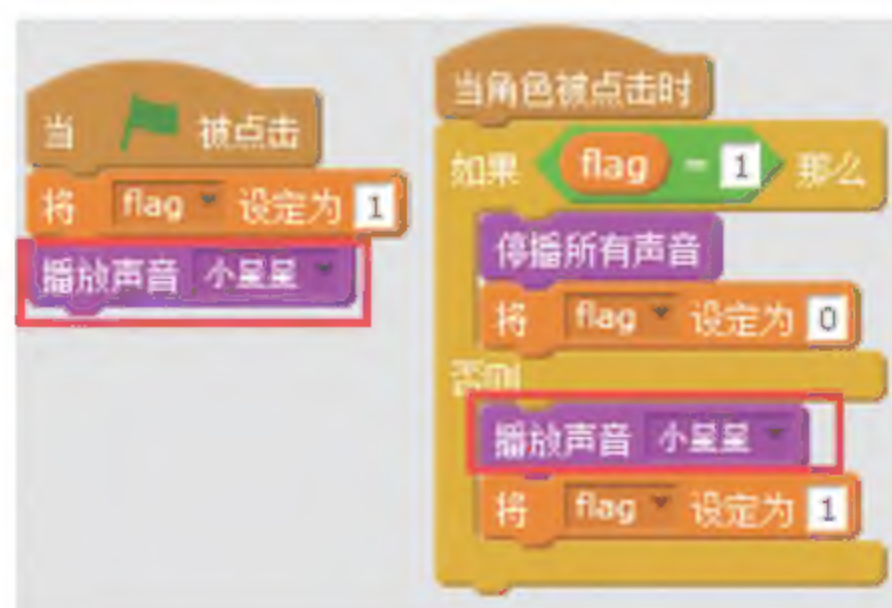 当 被点击
将 flag 设定为 1
播放声音 小星星
当角色被点击时
如果 flag = 1 那么
停播所有声音
将 flag 设定为 0
否则
播放声音 小星星
将 flag 设定为 1